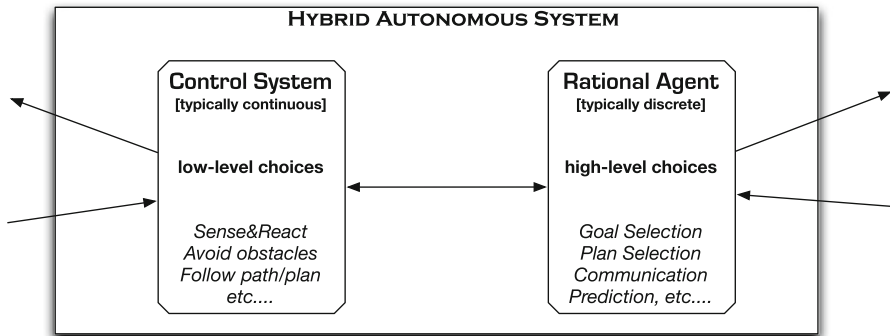 HYBRID AUTONOMOUS SYSTEM
Control System
[typically continuous]
low-level choices
Sense&React
Avoid obstacles
Follow path/plan
etc....
Rational Agent
[typically discrete]
high-level choices
Goal Selection
Plan Selection
Communication
Prediction, etc....